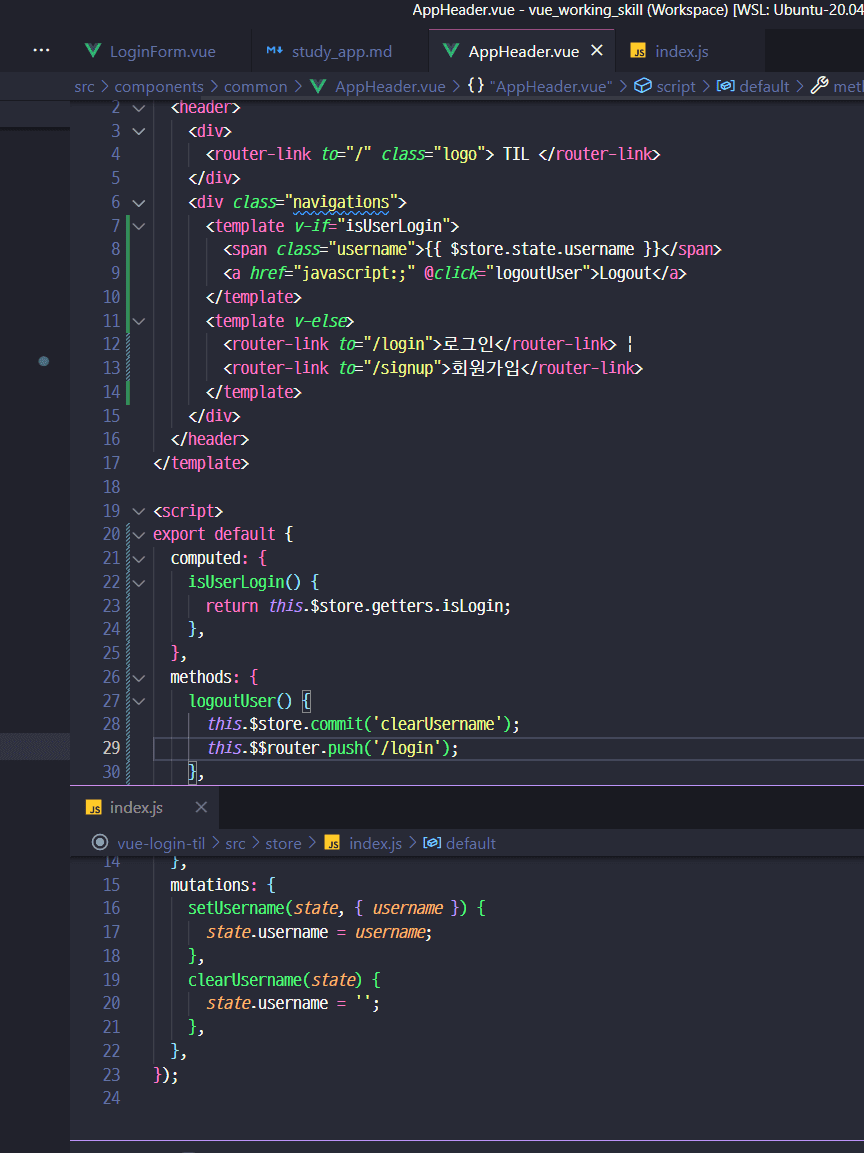 AppHeader.vue - vue_working_skill (Workspace) [WSL: Ubuntu-20.04
··· LoginForm.vue study_app.md AppHeader.vue × JS index.js
src > components > common > AppHeader.vue > {} "AppHeader.vue" > script > default > met
2 <header>
3 <div>
4 <router-link to="/" class="logo"> TIL </router-link>
5 </div>
6 <div class="navigations">
7 <template v-if="isUserLogin">
8 <span class="username">{{ $store.state.username }}</span>
9 <a href="javascript:;" @click="logoutUser">Logout</a>
10 </template>
11 <template v-else>
12 <router-link to="/login">로그인</router-link> |
13 <router-link to="/signup">회원가입</router-link>
14 </template>
15 </div>
16 </header>
17 </template>
18
19 <script>
20 export default {
21 computed: {
22 isUserLogin() {
23 return this.$store.getters.isLogin;
24 },
25 },
26 methods: {
27 logoutUser() {
28 this.$store.commit('clearUsername');
29 this.$$router.push('/login');
30 },
JS index.js ×
vue-login-til > src > store > JS index.js > default
14 },
15 mutations: {
16 setUsername(state, { username }) {
17 state.username = username;
18 },
19 clearUsername(state) {
20 state.username = '';
21 },
22 },
23 });
24